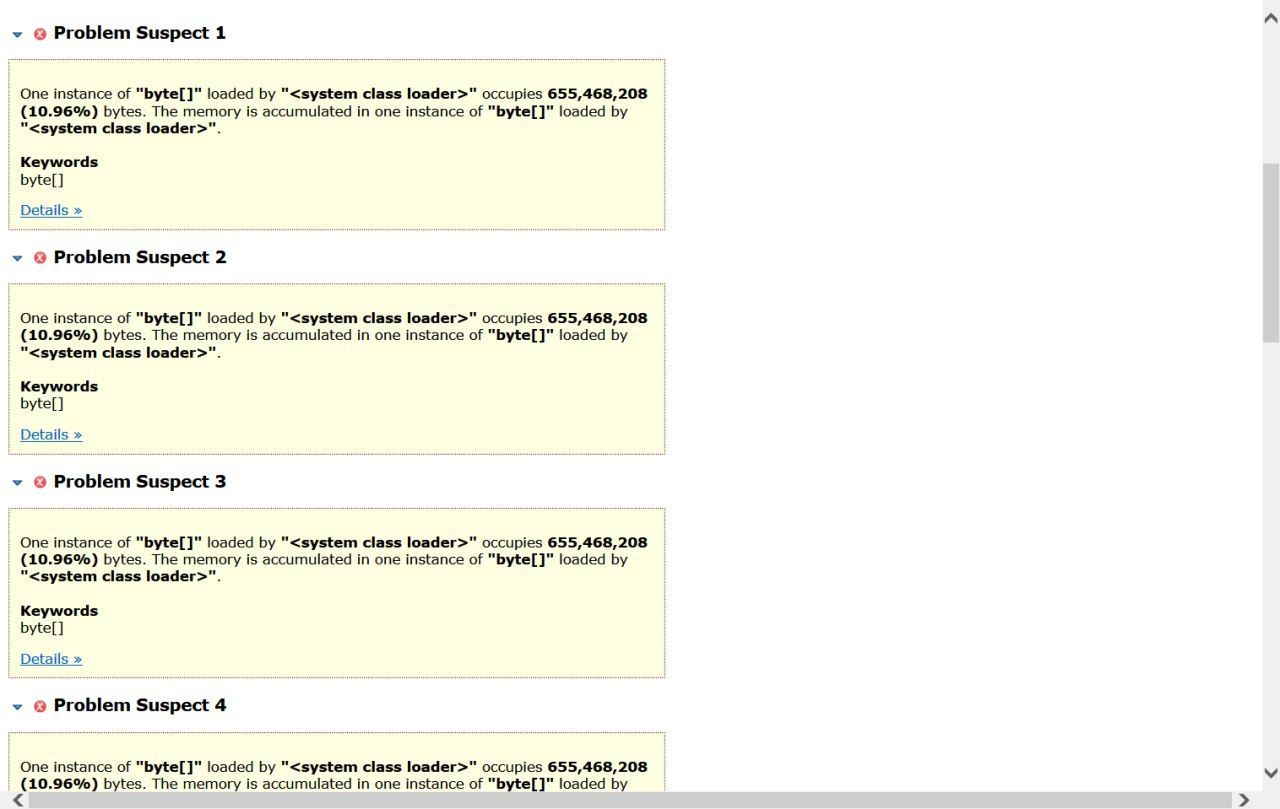 Problem Suspect 1
One instance of "byte[]" loaded by "<system class loader>" occupies 655,468,208
(10.96%) bytes. The memory is accumulated in one instance of "byte[]" loaded by
"<system class loader>".
Keywords
byte[]
Details »
Problem Suspect 2
One instance of "byte[]" loaded by "<system class loader>" occupies 655,468,208
(10.96%) bytes. The memory is accumulated in one instance of "byte[]" loaded by
"<system class loader>".
Keywords
byte[]
Details »
Problem Suspect 3
One instance of "byte[]" loaded by "<system class loader>" occupies 655,468,208
(10.96%) bytes. The memory is accumulated in one instance of "byte[]" loaded by
"<system class loader>".
Keywords
byte[]
Details »
Problem Suspect 4
One instance of "byte[]" loaded by "<system class loader>" occupies 655,468,208
(10.96%) bytes. The memory is accumulated in one instance of "byte[]" loaded by